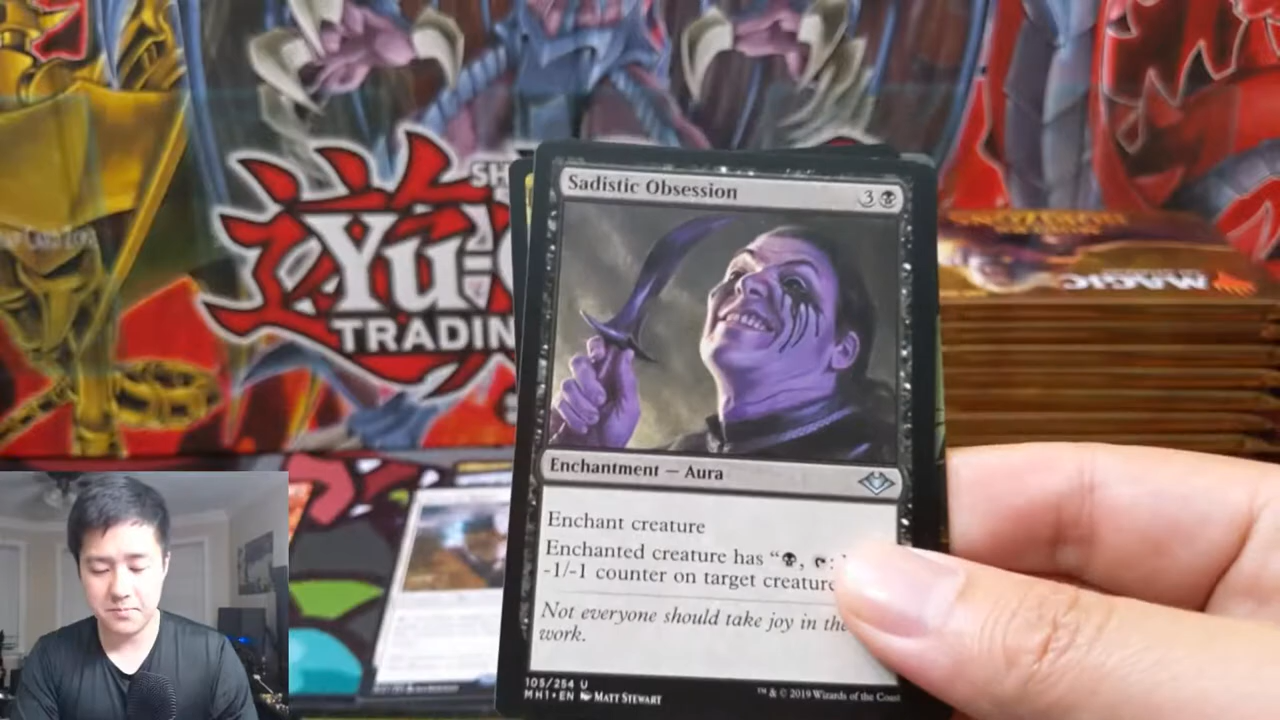 SH
Yu-G
TRADIN
MAGIC
Sadistic Obsession
3
Enchantment — Aura
Enchant creature
Enchanted creature has “ , :
-1/-1 counter on target creature
Not everyone should take joy in the
work.
105/254 U
MH1 • EN MATT STEWART
™ & © 2019 Wizards of the Coast